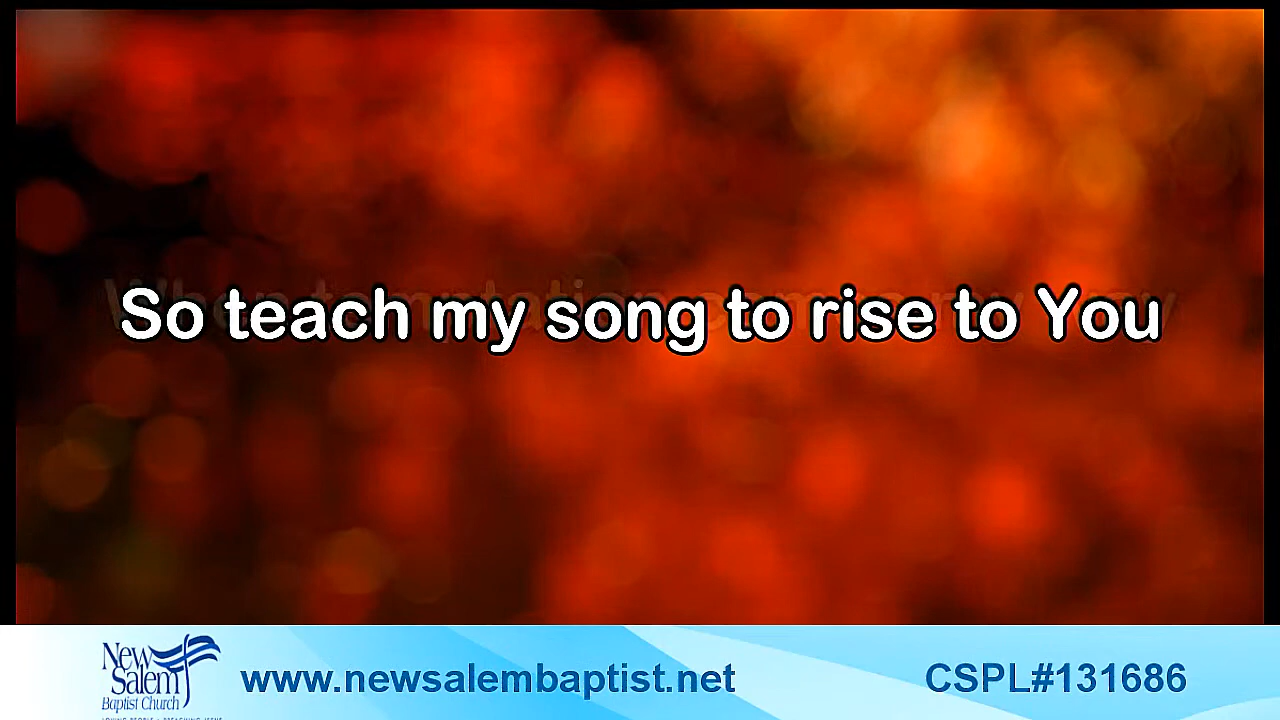 So teach my song to rise to You
New
Salem
Baptist Church
www.newsalembaptist.net
CSPL#131686